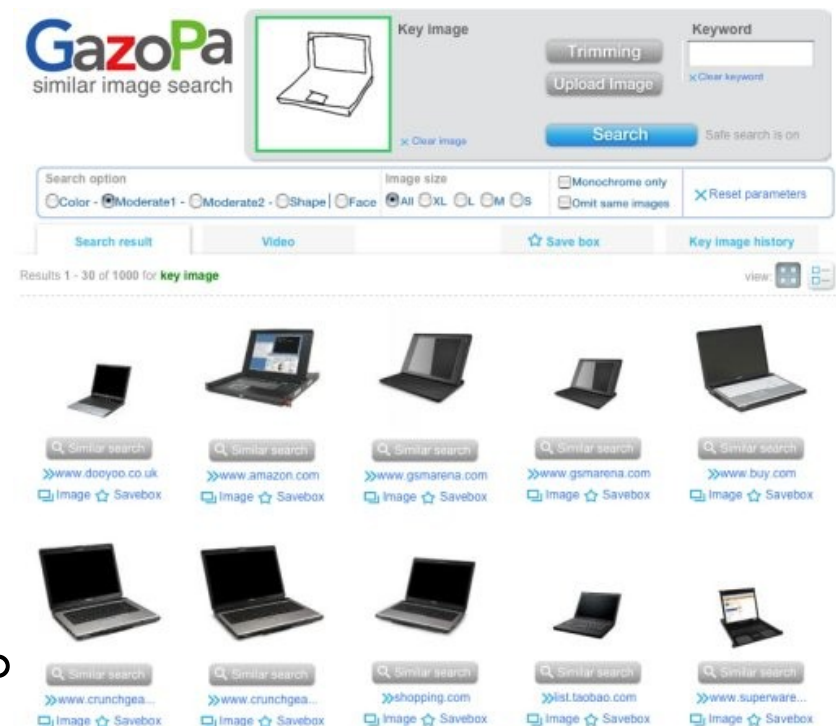 GazoPa
similar image search
Key Image
Clear image
Trimming
Upload Image
Search
Keyword
Clear keyword
Safe search is on
Search option
Color - Moderate1 - Moderate2 - Shape | Face
Image size
All XL L M S
Monochrome only
Omit same images
Reset parameters
Search result
Video
Save box
Key image history
Results 1 - 30 of 1000 for key image
view:
Similar search Similar search Similar search Similar search Similar search
www.dooyoo.co.uk www.amazon.com www.gsmarena.com www.gsmarena.com www.buy.com
Image Savebox Image Savebox Image Savebox Image Savebox Image Savebox
Similar search Similar search Similar search Similar search Similar search
www.crunchgea... www.crunchgea... shopping.com list.taobao.com www.superware...
Image Savebox Image Savebox Image Savebox Image Savebox Image Savebox